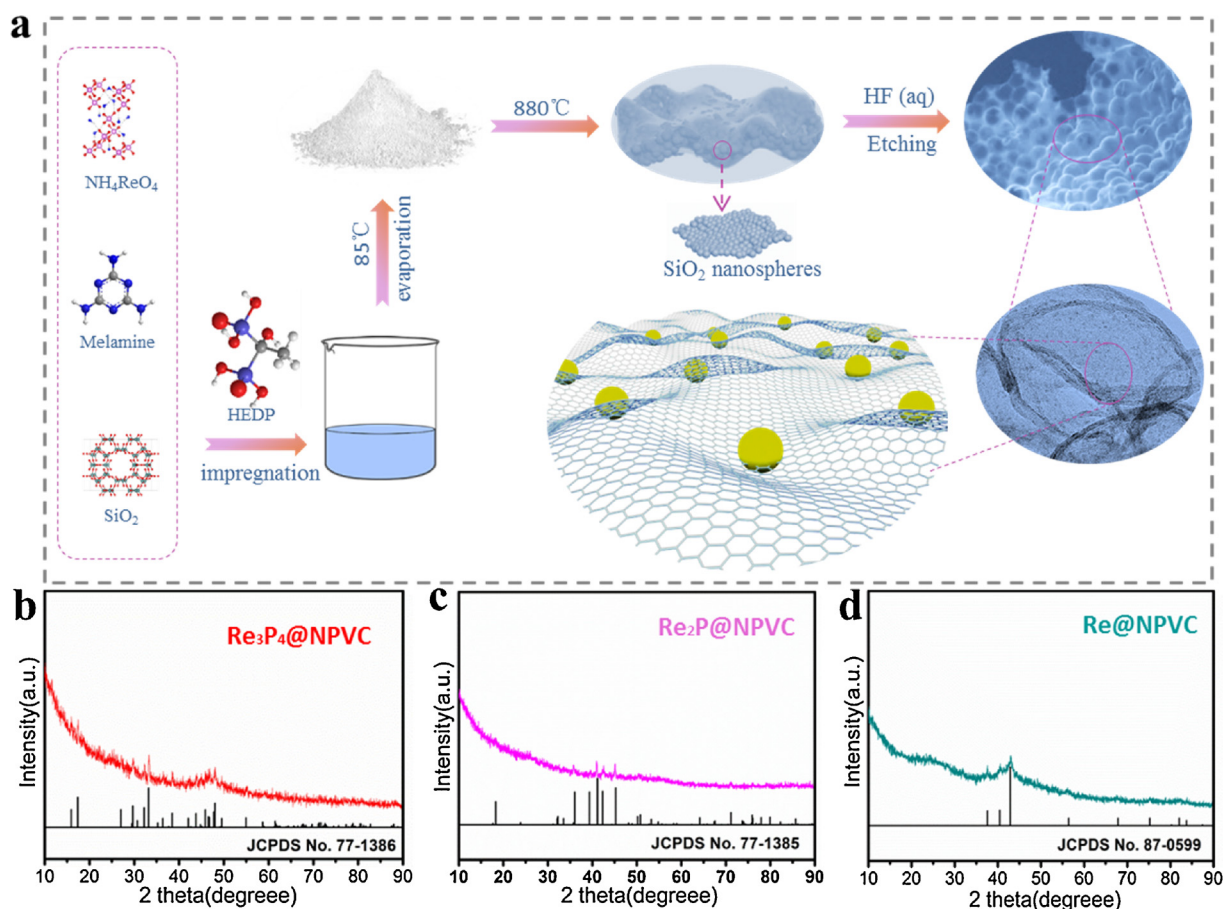 a
NH₄ReO₄
Melamine
SiO₂
HEDP
impregnation
85℃
evaporation
880℃
SiO₂ nanospheres
HF (aq)
Etching
b
Re₃P₄@NPVC
Intensity(a.u.)
JCPDS No. 77-1386
10 20 30 40 50 60 70 80 90
2 theta(degreee)
c
Re₂P@NPVC
Intensity(a.u.)
JCPDS No. 77-1385
10 20 30 40 50 60 70 80 90
2 theta(degreee)
d
Re@NPVC
Intensity(a.u.)
JCPDS No. 87-0599
10 20 30 40 50 60 70 80 90
2 theta(degreee)